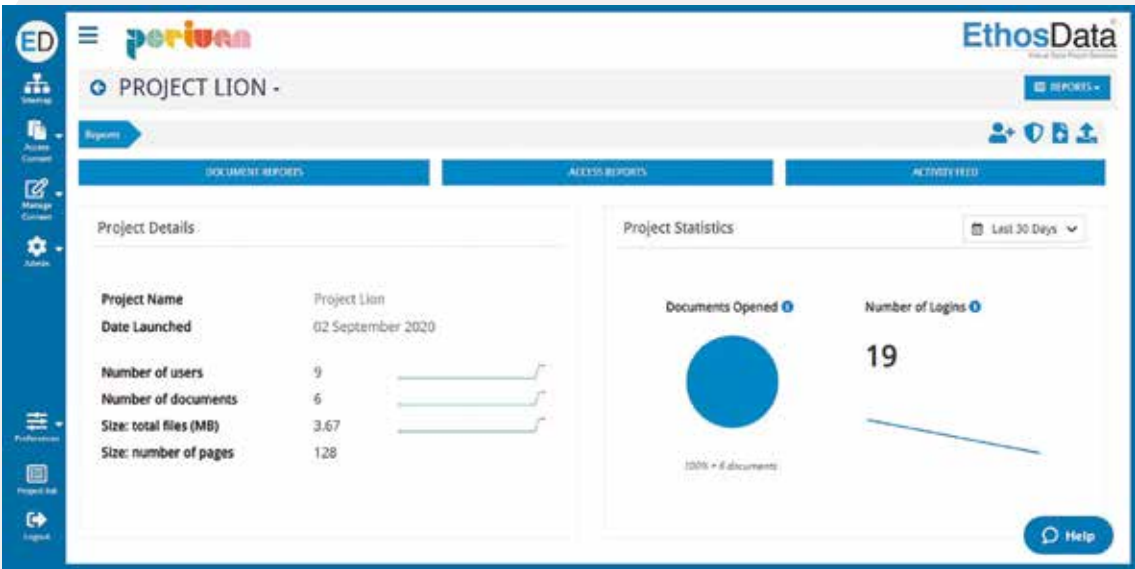 ED
perivan
EthosData
PROJECT LION
REPORTS
Reports
DOCUMENT REPORTS
ACCESS REPORTS
ACTIVITY FEED
Sitemap
Access
Content
Manage
Content
Admin
Preferences
Logout
Project Details
Project Name Project Lion
Date Launched 02 September 2020
Number of users 9
Number of documents 6
Size: total files (MB) 3.67
Size: number of pages 128
Project Statistics
Last 30 Days
Documents Opened
Number of Logins
19
100% = 6 documents
Help